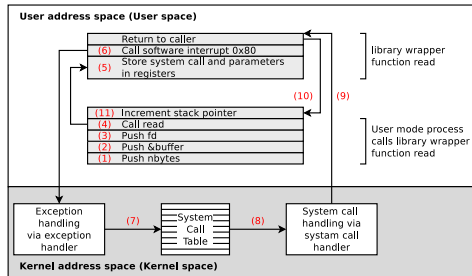 User address space (User space)
Return to caller
(6) Call software interrupt 0x80
(5) Store system call and parameters
in registers
library wrapper
function read
(10)
(9)
(11) Increment stack pointer
(4) Call read
(3) Push fd
(2) Push &buffer
(1) Push nbytes
User mode process
calls library wrapper
function read
Exception
handling
via exception
handler
(7)
System
Call
Table
(8)
System call
handling via
systam call
handler
Kernel address space (Kernel space)